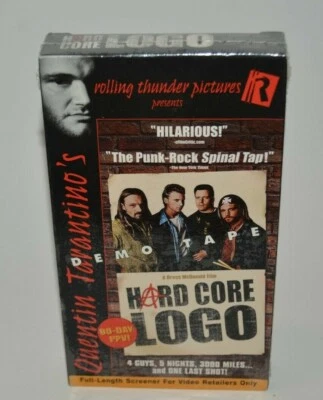 HARD
CORE LOGO
rolling thunder pictures
presents
R
"HILARIOUS!"
"The Punk-Rock Spinal Tap!"
-The New York Times
Quentin Tarantino's
DEMO TAPE
A Bruce McDonald Film
HARD CORE
LOGO
90-DAY
PPV!
4 GUYS, 5 NIGHTS, 3000 MILES...
and ONE LAST SHOT!
Full-Length Screener For Video Retailers Only